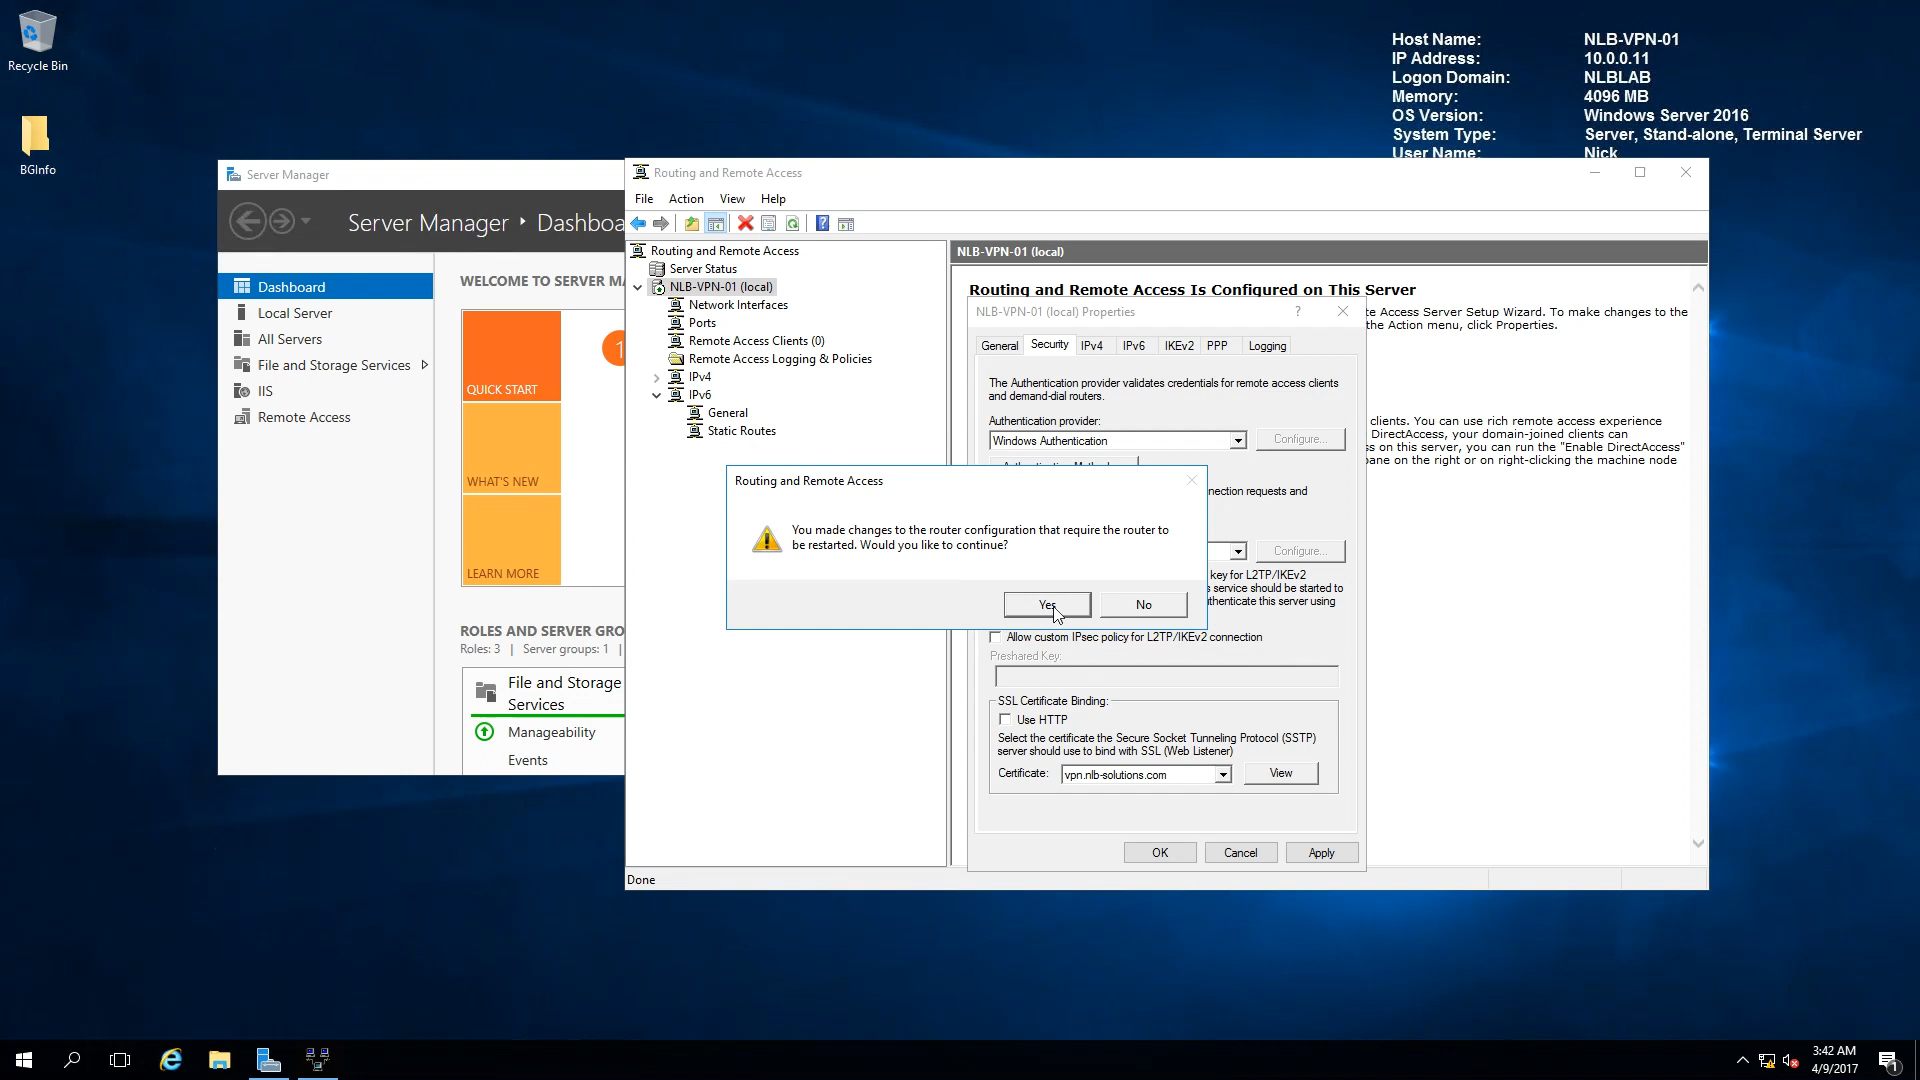 Recycle Bin
BGInfo
Host Name: NLB-VPN-01
IP Address: 10.0.0.11
Logon Domain: NLBLAB
Memory: 4096 MB
OS Version: Windows Server 2016
System Type: Server, Stand-alone, Terminal Server
User Name: Nick
Server Manager
Server Manager
Dashboa
Dashboard
Local Server
All Servers
File and Storage Services
IIS
Remote Access
WELCOME TO SERVER MA
QUICK START
1
WHAT'S NEW
LEARN MORE
ROLES AND SERVER GRO
Roles: 3 | Server groups: 1 |
File and Storage
Services
Manageability
Events
Routing and Remote Access
File Action View Help
Routing and Remote Access
Server Status
NLB-VPN-01 (local)
Network Interfaces
Ports
Remote Access Clients (0)
Remote Access Logging & Policies
IPv4
IPv6
General
Static Routes
Done
NLB-VPN-01 (local)
Routing and Remote Access Is Configured on This Server
te Access Server Setup Wizard. To make changes to the
the Action menu, click Properties.
clients. You can use rich remote access experience
DirectAccess, your domain-joined clients can
s on this server, you can run the "Enable DirectAccess"
pane on the right or on right-clicking the machine node
NLB-VPN-01 (local) Properties
General Security IPv4 IPv6 IKEv2 PPP Logging
The Authentication provider validates credentials for remote access clients
and demand-dial routers.
Authentication provider:
Windows Authentication Configure...
nection requests and
Configure...
key for L2TP/IKEv2
s service should be started to
uthenticate this server using
Allow custom IPsec policy for L2TP/IKEv2 connection
Preshared Key:
SSL Certificate Binding:
Use HTTP
Select the certificate the Secure Socket Tunneling Protocol (SSTP)
server should use to bind with SSL (Web Listener)
Certificate: vpn.nlb-solutions.com View
OK Cancel Apply
Routing and Remote Access
You made changes to the router configuration that require the router to
be restarted. Would you like to continue?
Yes No
3:42 AM
4/9/2017
1